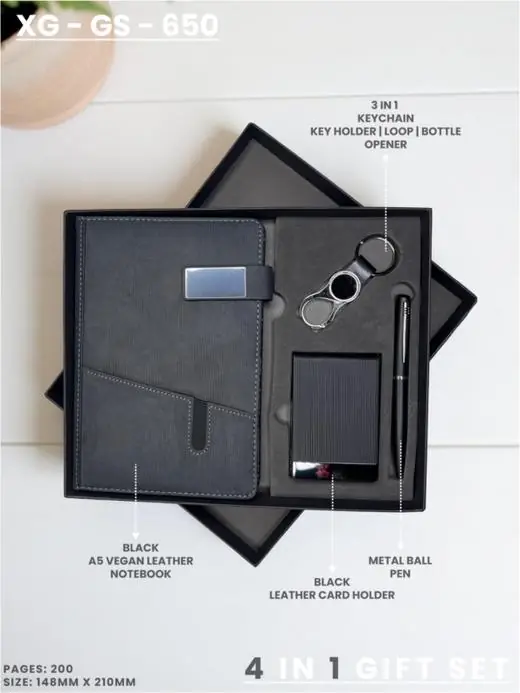 XG - GS - 650
3 IN 1
KEYCHAIN
KEY HOLDER | LOOP | BOTTLE
OPENER
BLACK
A5 VEGAN LEATHER
NOTEBOOK
METAL BALL
PEN
BLACK
LEATHER CARD HOLDER
PAGES: 200
SIZE: 148MM X 210MM
4 IN 1 GIFT SET